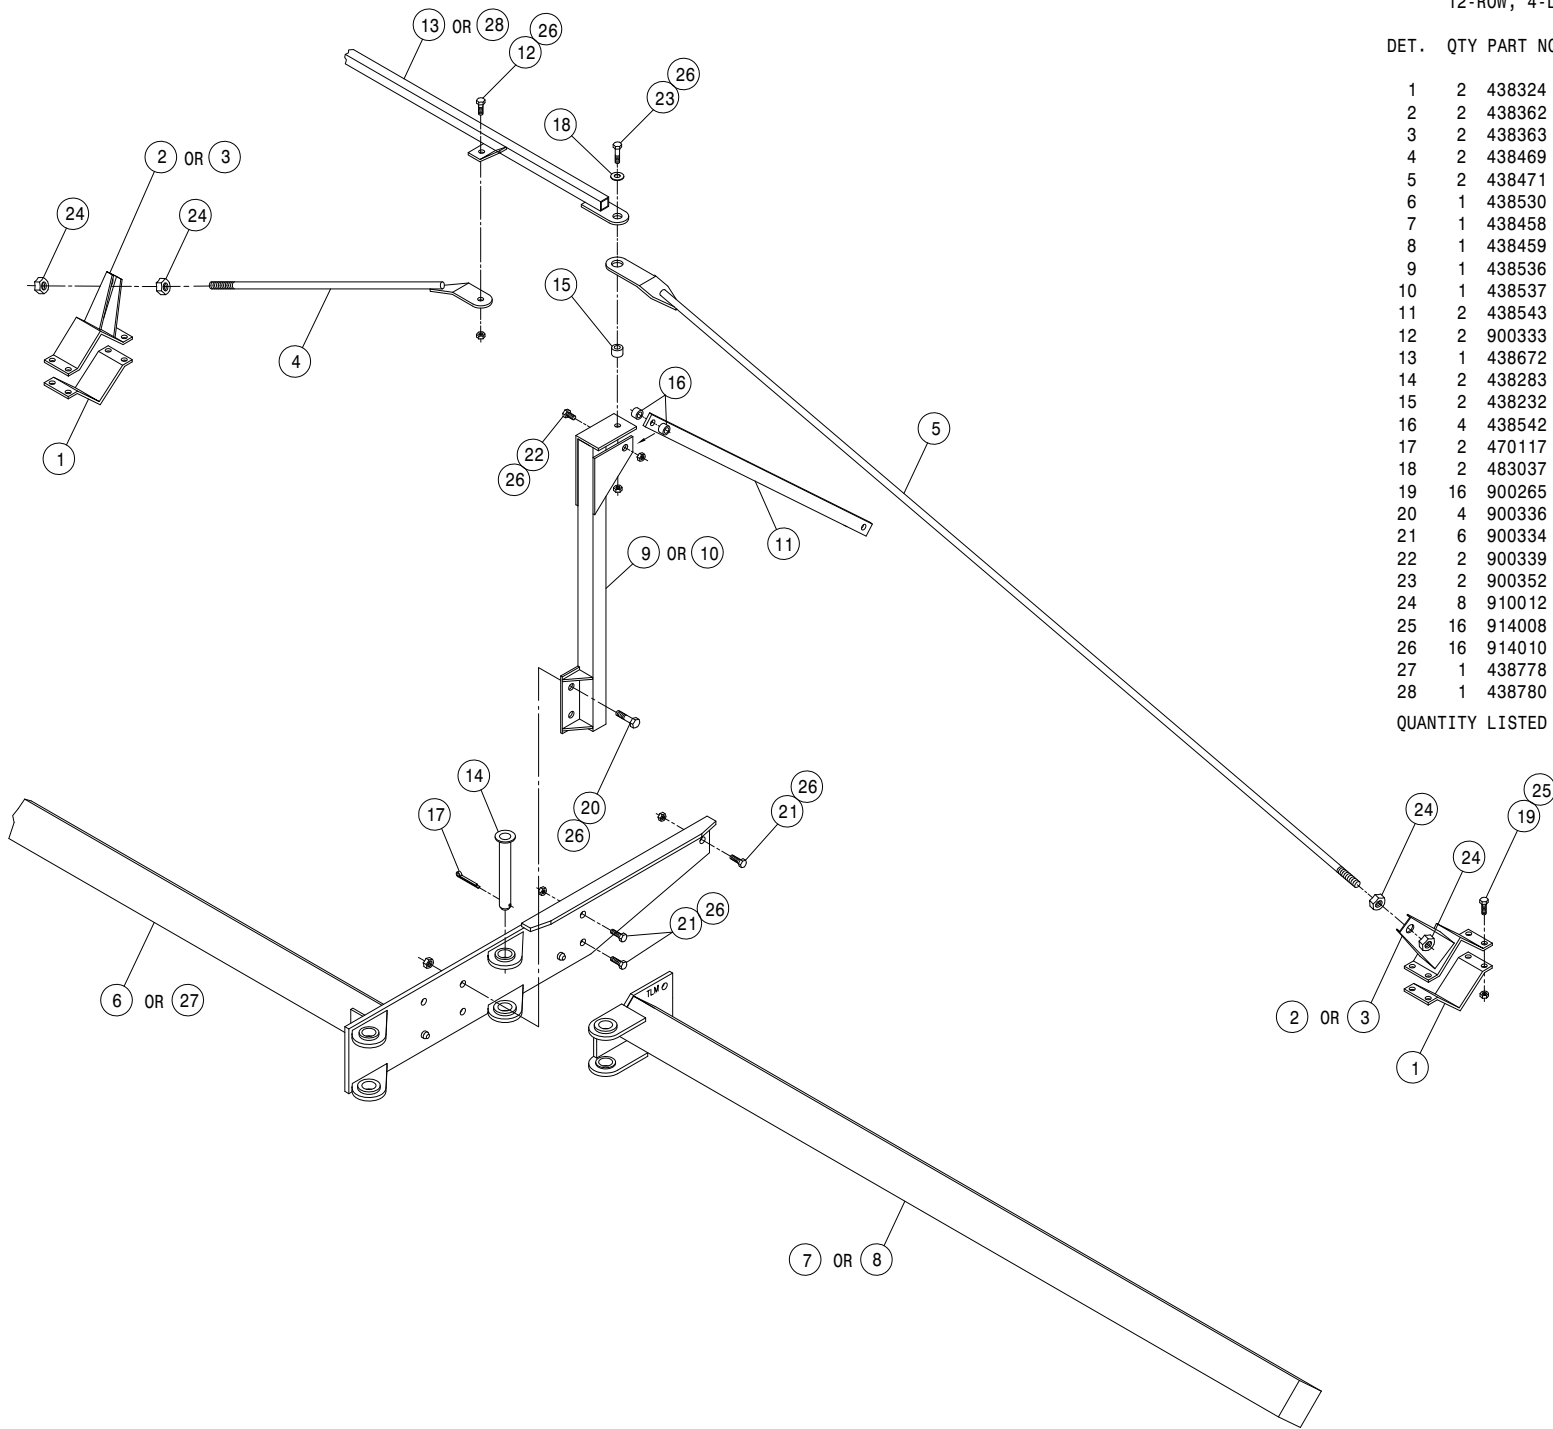 12-ROW, 4-
DET. QTY PART NO
1 2 438324
2 2 438362
3 2 438363
4 2 438469
5 2 438471
6 1 438530
7 1 438458
8 1 438459
9 1 438536
10 1 438537
11 2 438543
12 2 900333
13 1 438672
14 2 438283
15 2 438232
16 4 438542
17 2 470117
18 2 483037
19 16 900265
20 4 900336
21 6 900334
22 2 900339
23 2 900352
24 8 910012
25 16 914008
26 16 914010
27 1 438778
28 1 438780
QUANTITY LISTED
13 OR 28
26
12
26
23
18
2 OR 3
24
24
15
4
16
1
5
22
26
11
9 OR 10
14
26
21
17
20
26
25
19
24
24
21 26
6 OR 27
TLM
2 OR 3
1
7 OR 8